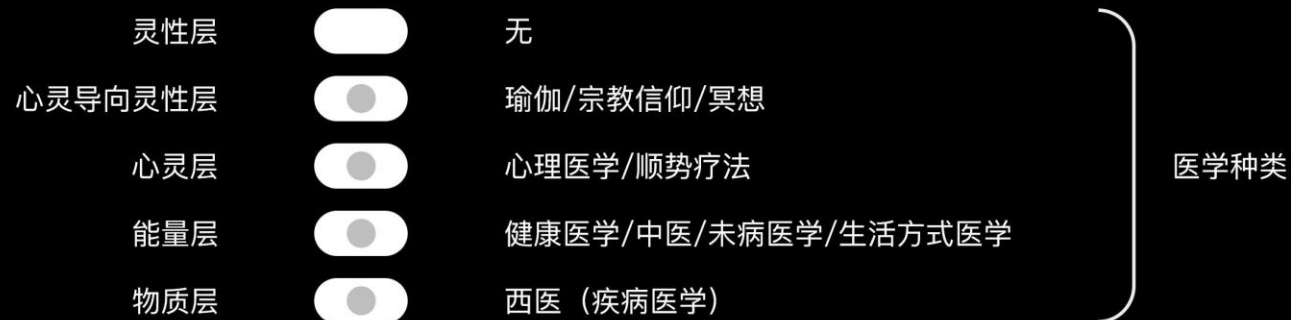 灵性层 无
心灵导向灵性层 瑜伽/宗教信仰/冥想
心灵层 心理医学/顺势疗法 医学种类
能量层 健康医学/中医/未病医学/生活方式医学
物质层 西医（疾病医学）